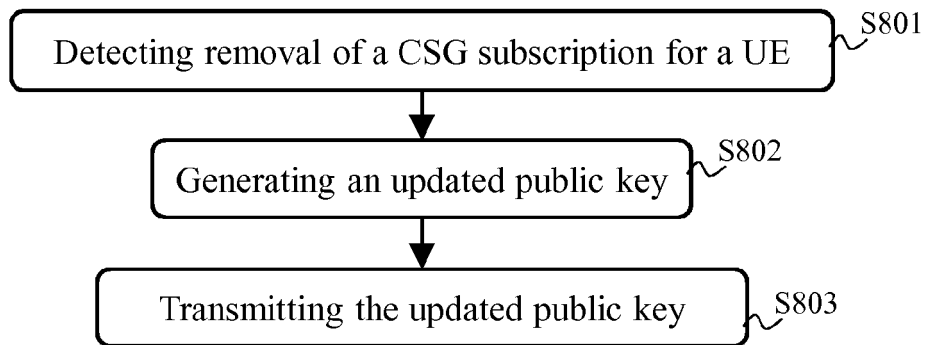 Detecting removal of a CSG subscription for a UE
S801
Generating an updated public key
S802
Transmitting the updated public key
S803